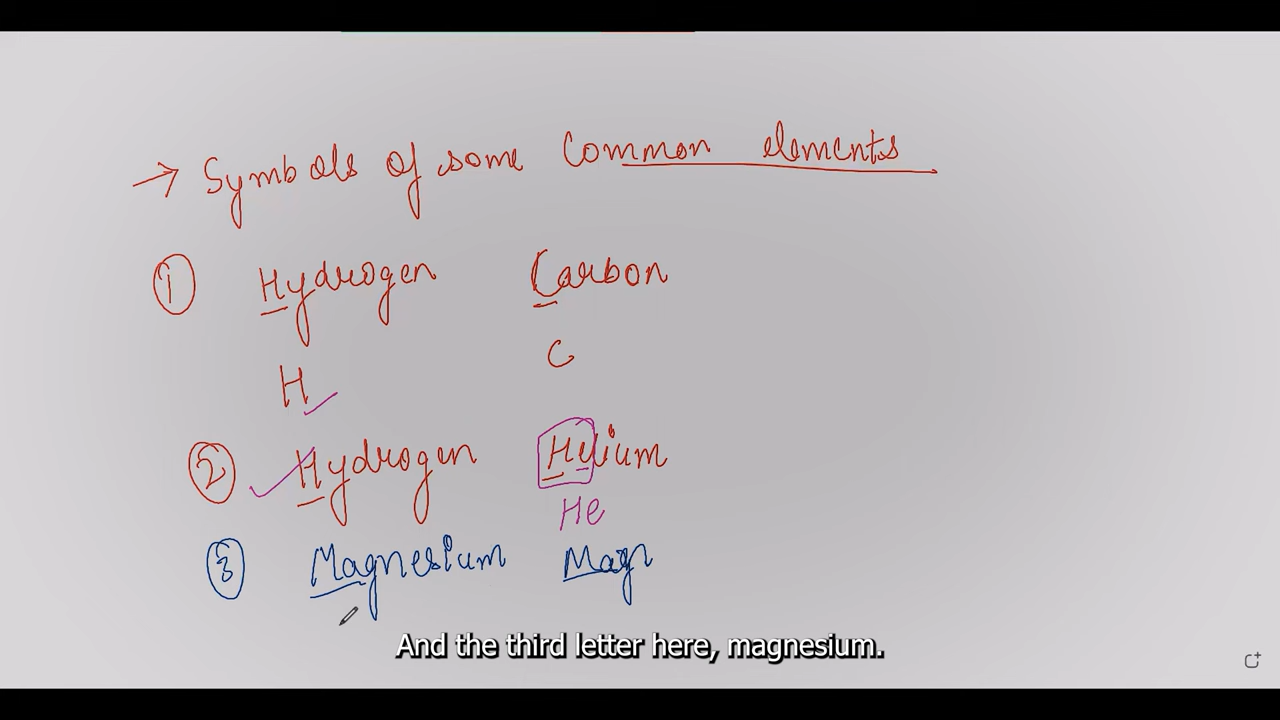 → Symbols of some Common elements
① Hydrogen Carbon
H C
② Hydrogen Helium
He
③ Magnesium
And the third letter here, magnesium.